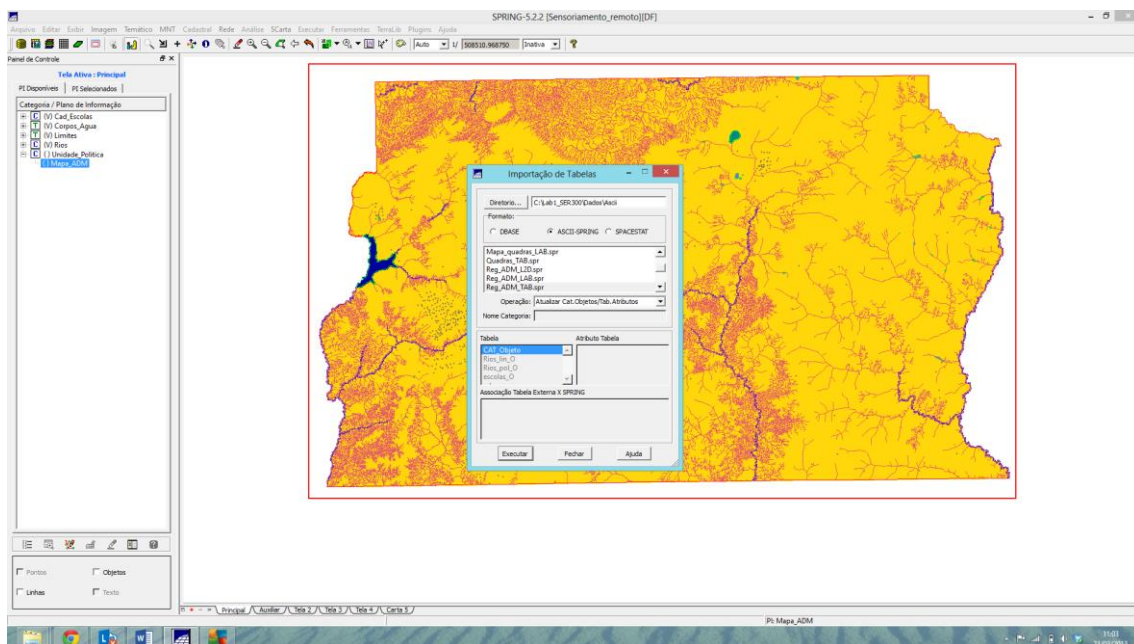 SPRING-5.2.2 [Sensoriamento_remoto][DF]
Arquivo Editar Exibir Imagem Temático MNT Cadastral Rede Análise SCarta Executar Ferramentas TerraLib Plugins Ajuda
Auto 1/ 508510.968750 Inativa
Painel de Controle
Tela Ativa : Principal
PI Disponíveis PI Selecionados
Categoria / Plano de Informação
C (V) Cad_Escolas
T (V) Corpos_Agua
T (V) Limites
C (V) Rios
C ( ) Unidade_Politica
( ) Mapa_ADM
Importação de Tabelas
Diretorio... C:\Lab1_SER300\Dados\Ascii
Formato:
DBASE ASCII-SPRING SPACESTAT
Mapa_quadras_LAB.spr
Quadras_TAB.spr
Reg_ADM_L2D.spr
Reg_ADM_LAB.spr
Reg_ADM_TAB.spr
Operação: Atualizar Cat.Objetos/Tab.Atributos
Nome Categoria:
Tabela Atributo Tabela
CAT_Objeto
Rios_lin_O
Rios_pol_O
escolas_O
Associação Tabela Externa X SPRING
Executar Fechar Ajuda
Pontos Objetos
Linhas Texto
Principal Auxiliar Tela 2 Tela 3 Tela 4 Carta 5
PI: Mapa_ADM